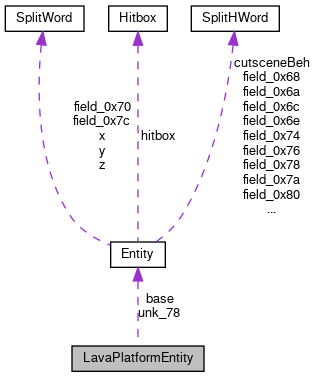 SplitWord
Hitbox
SplitHWord
cutsceneBeh
field_0x68
field_0x6a
field_0x6c
field_0x6e
field_0x74
field_0x76
field_0x78
field_0x7a
field_0x80
...
field_0x70
field_0x7c
x
y
z
hitbox
Entity
base
unk_78
LavaPlatformEntity